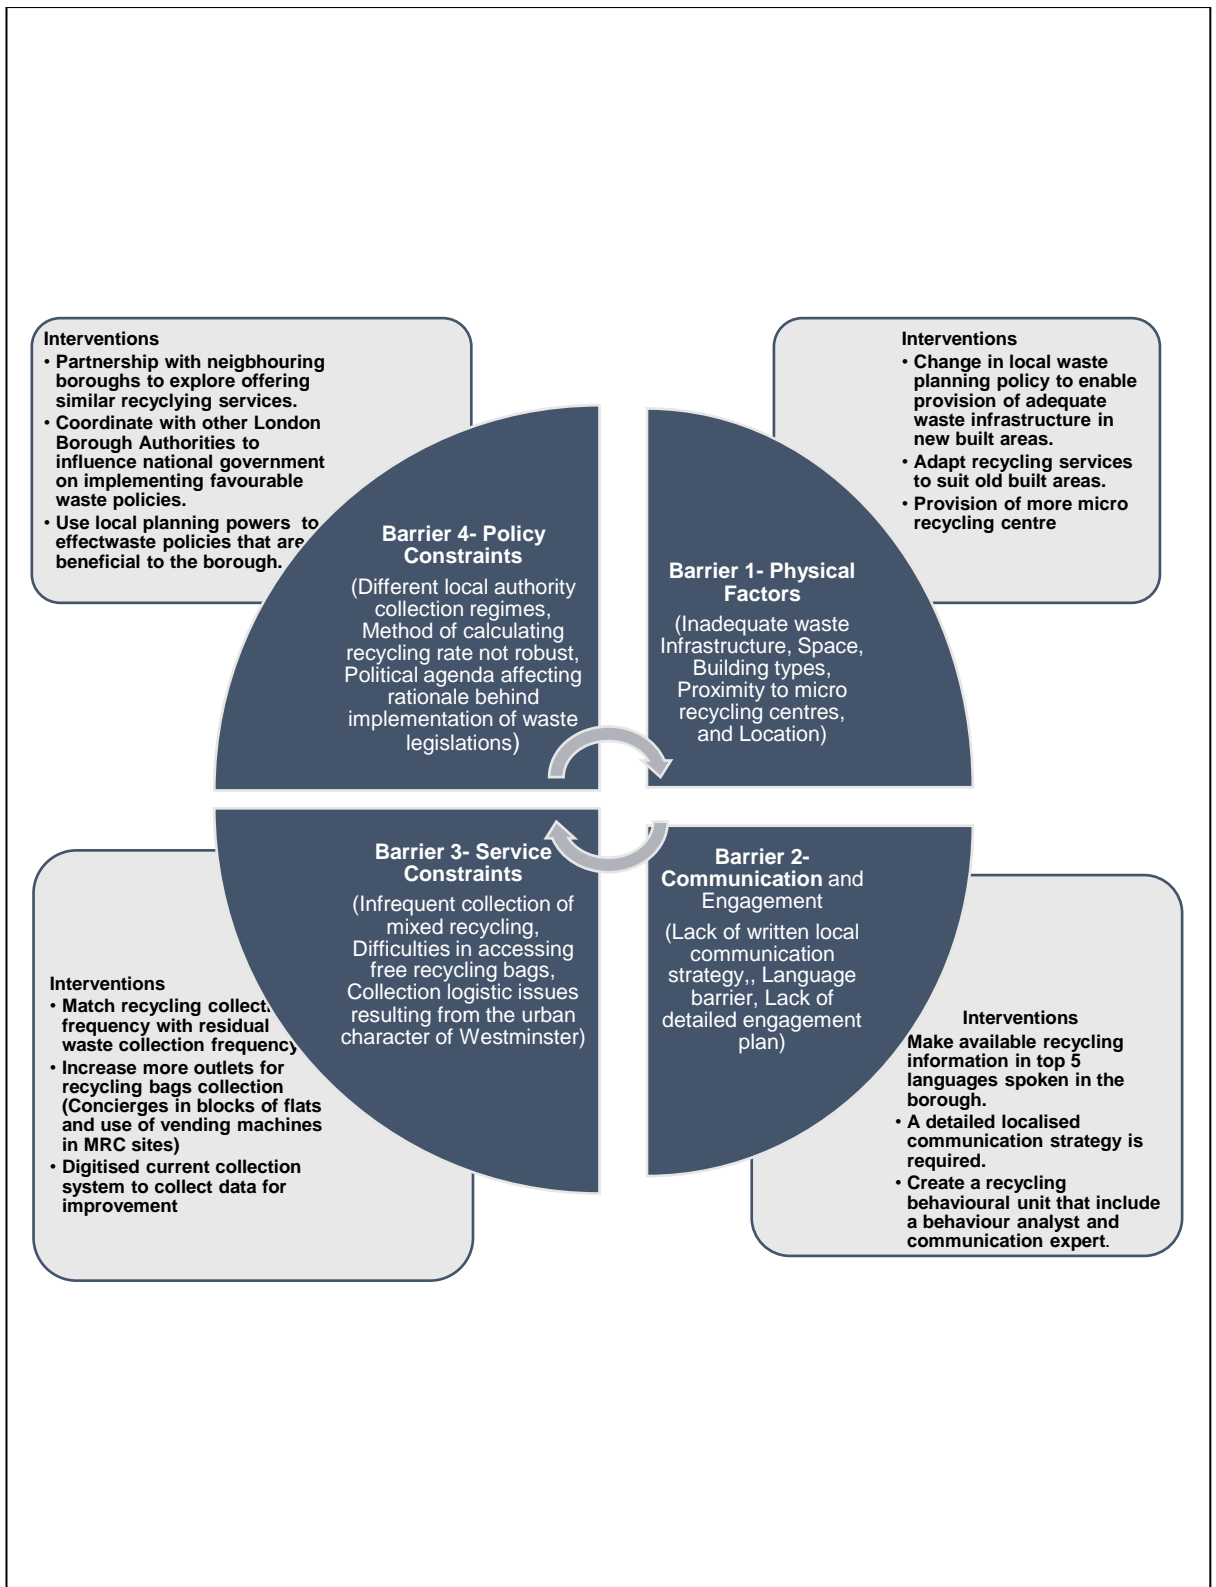 Interventions
• Partnership with neigbhouring
boroughs to explore offering
similar recyclying services.
• Coordinate with other London
Borough Authorities to
influence national government
on implementing favourable
waste policies.
• Use local planning powers to
effectwaste policies that are
beneficial to the borough.
Interventions
• Change in local waste
planning policy to enable
provision of adequate
waste infrastructure in
new built areas.
• Adapt recycling services
to suit old built areas.
• Provision of more micro
recycling centre
Barrier 4- Policy
Constraints
(Different local authority
collection regimes,
Method of calculating
recycling rate not robust,
Political agenda affecting
rationale behind
implementation of waste
legislations)
Barrier 1- Physical
Factors
(Inadequate waste
Infrastructure, Space,
Building types,
Proximity to micro
recycling centres,
and Location)
Barrier 3- Service
Constraints
(Infrequent collection of
mixed recycling,
Difficulties in accessing
free recycling bags,
Collection logistic issues
resulting from the urban
character of Westminster)
Barrier 2-
Communication and
Engagement
(Lack of written local
communication
strategy,, Language
barrier, Lack of
detailed engagement
plan)
Interventions
• Match recycling collecti
frequency with residual
waste collection frequency
• Increase more outlets for
recycling bags collection
(Concierges in blocks of flats
and use of vending machines
in MRC sites)
• Digitised current collection
system to collect data for
improvement
Interventions
Make available recycling
information in top 5
languages spoken in the
borough.
• A detailed localised
communication strategy is
required.
• Create a recycling
behavioural unit that include
a behaviour analyst and
communication expert.